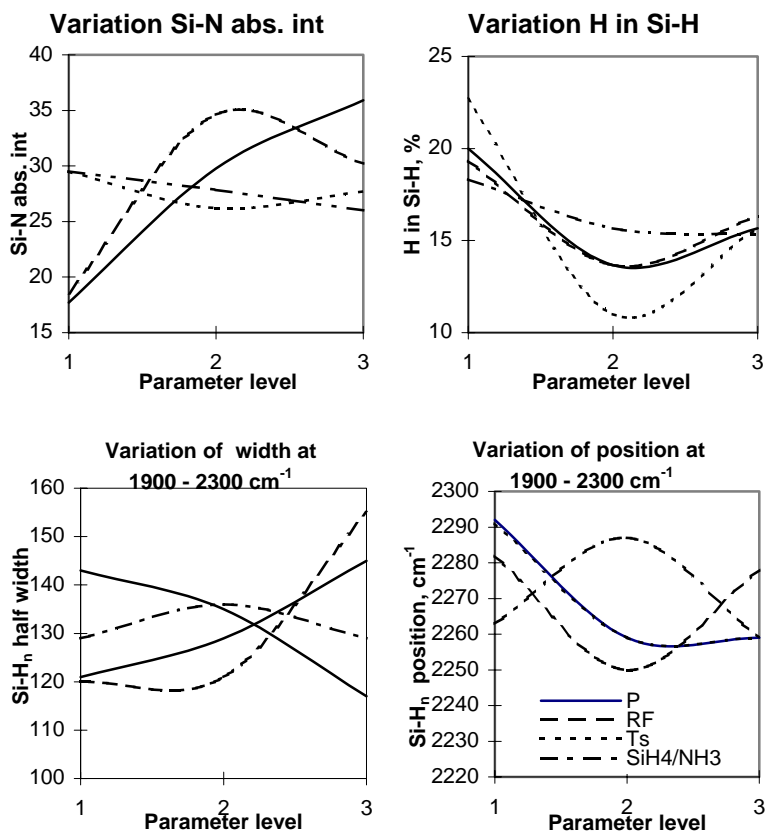 Variation Si-N abs. int
40
35
30
25
20
15
Si-N abs. int
1
2
3
Parameter level
Variation H in Si-H
25
20
15
10
H in Si-H, %
1
2
3
Parameter level
Variation of width at
1900 - 2300 cm⁻¹
160
150
140
130
120
110
100
Si-Hₙ half width
1
2
3
Parameter level
Variation of position at
1900 - 2300 cm⁻¹
2300
2290
2280
2270
2260
2250
2240
2230
2220
Si-Hₙ position, cm⁻¹
P
RF
Ts
SiH4/NH3
1
2
3
Parameter level